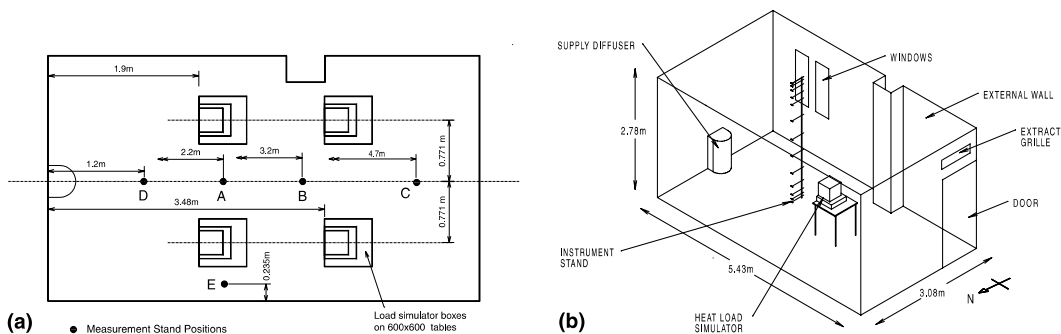 1.9m
1.2m
2.2m
3.2m
4.7m
0.771 m
D
A
B
C
3.48m
0.771 m
E
0.235m
Load simulator boxes
on 600x600 tables
(a)
Measurement Stand Positions
SUPPLY DIFFUSER
WINDOWS
EXTERNAL WALL
EXTRACT
GRILLE
2.78m
DOOR
INSTRUMENT
STAND
5.43m
3.08m
N
HEAT LOAD
SIMULATOR
(b)